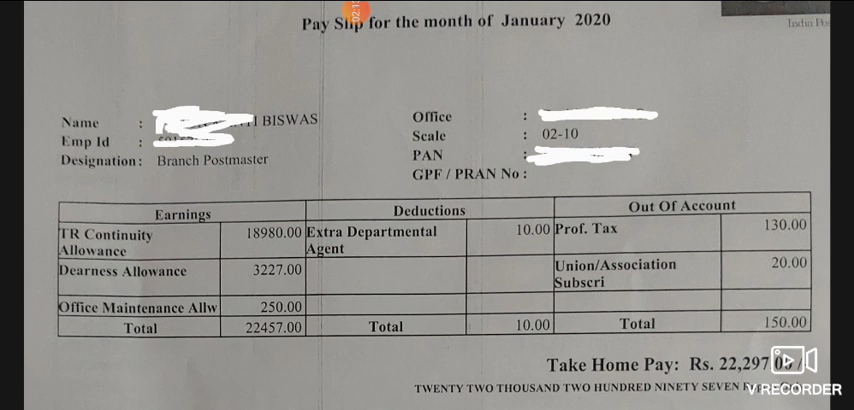 Pay Slip for the month of January 2020
India
Name : BISWAS
Emp Id :
Designation : Branch Postmaster
Office :
Scale : 02-10
PAN :
GPF / PRAN No :
Earnings Deductions Out Of Account
TR Continuity Allowance 18980.00 Extra Departmental Agent 10.00 Prof. Tax 130.00
Dearness Allowance 3227.00 Union/Association Subscri 20.00
Office Maintenance Allw 250.00
Total 22457.00 Total 10.00 Total 150.00
Take Home Pay: Rs. 22,297
TWENTY TWO THOUSAND TWO HUNDRED NINETY SEVEN
V RECORDER